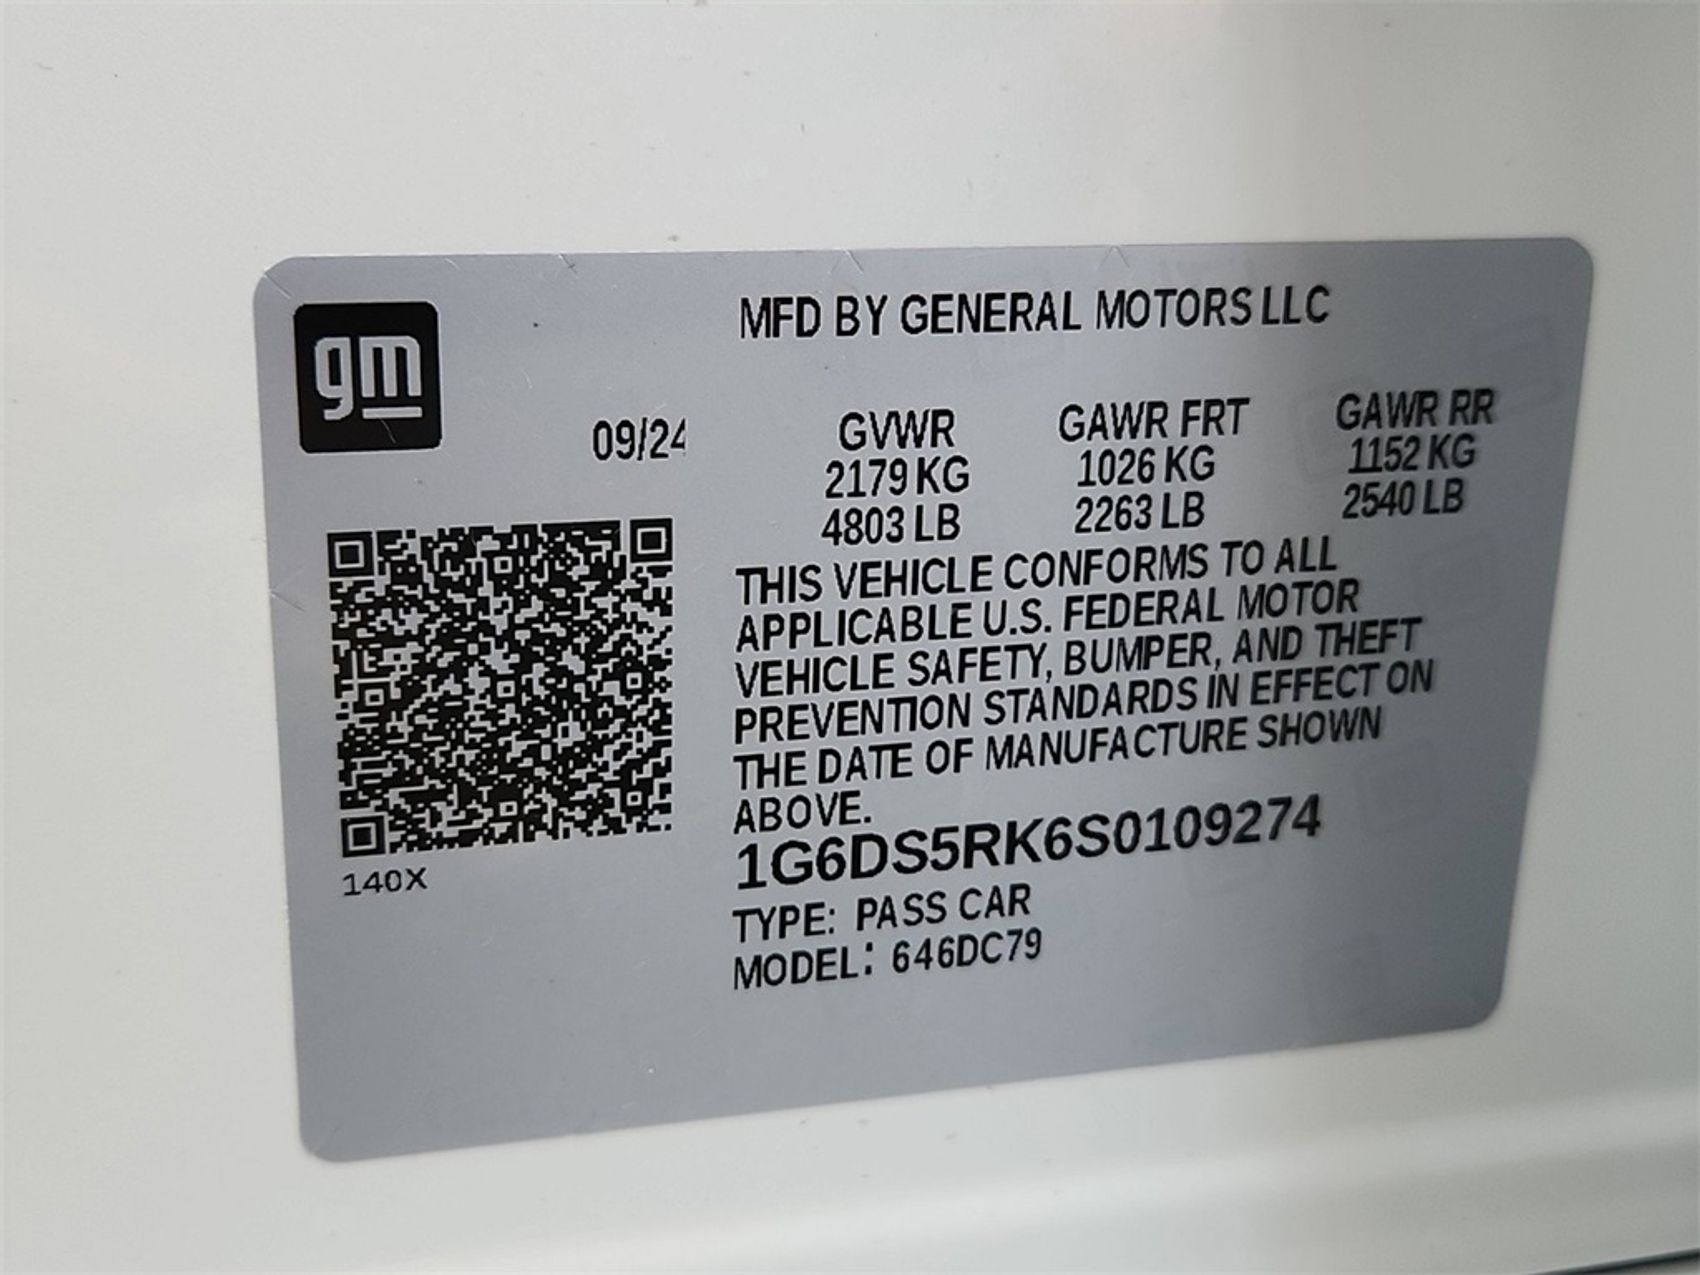 gm
MFD BY GENERAL MOTORS LLC
09/24
GVWR GAWR FRT GAWR RR
2179 KG 1026 KG 1152 KG
4803 LB 2263 LB 2540 LB
THIS VEHICLE CONFORMS TO ALL
APPLICABLE U.S. FEDERAL MOTOR
VEHICLE SAFETY, BUMPER, AND THEFT
PREVENTION STANDARDS IN EFFECT ON
THE DATE OF MANUFACTURE SHOWN
ABOVE.
1G6DS5RK6S0109274
TYPE: PASS CAR
MODEL: 646DC79
140X